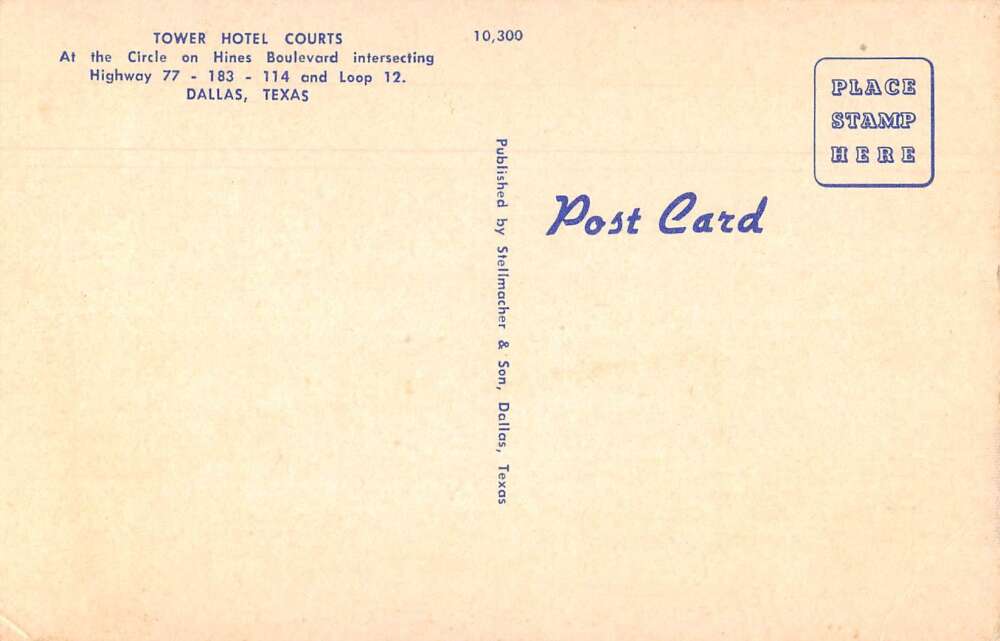 TOWER HOTEL COURTS
At the Circle on Hines Boulevard intersecting
Highway 77 - 183 - 114 and Loop 12.
DALLAS, TEXAS
10,300
PLACE
STAMP
HERE
Post Card
Published by Stellmacher & Son, Dallas, Texas